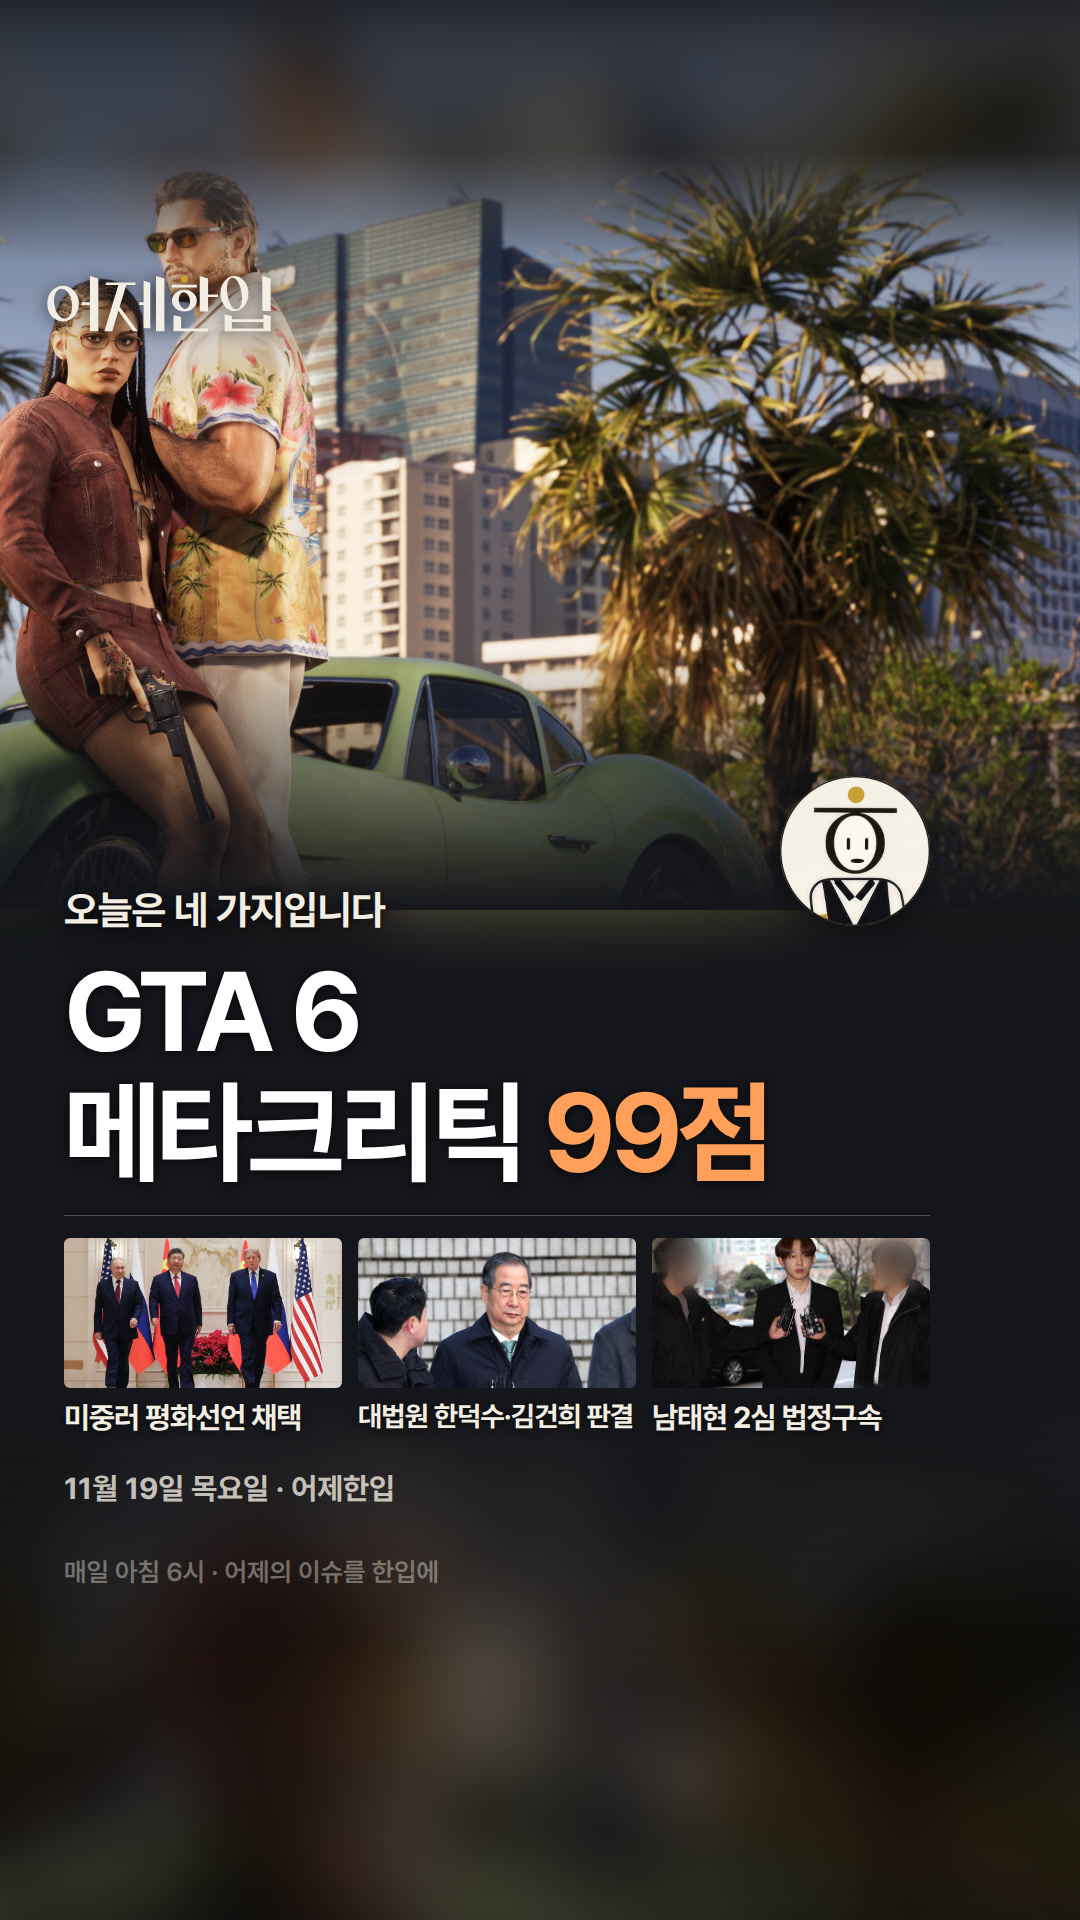 어제한입
오늘은 네 가지입니다
GTA 6
메타크리틱 99점
미중러 평화선언 채택
대법원 한덕수·김건희 판결
남태현 2심 법정구속
11월 19일 목요일 · 어제한입
매일 아침 6시 · 어제의 이슈를 한입에